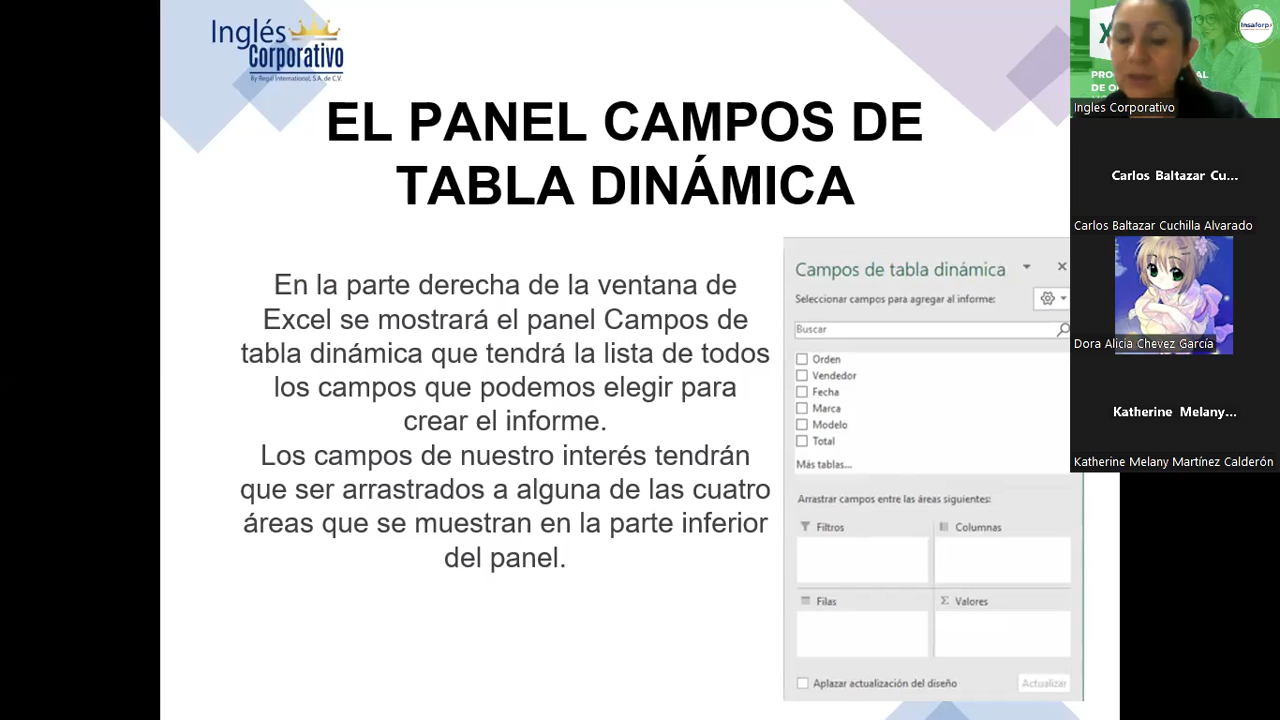 Inglés
Corporativo
By Regal International, S.A. de C.V.
EL PANEL CAMPOS DE
TABLA DINÁMICA
En la parte derecha de la ventana de
Excel se mostrará el panel Campos de
tabla dinámica que tendrá la lista de todos
los campos que podemos elegir para
crear el informe.
Los campos de nuestro interés tendrán
que ser arrastrados a alguna de las cuatro
áreas que se muestran en la parte inferior
del panel.
Campos de tabla dinámica
Seleccionar campos para agregar al informe:
Buscar
Orden
Vendedor
Fecha
Marca
Modelo
Total
Más tablas...
Arrastrar campos entre las áreas siguientes:
Filtros
Columnas
Filas
Σ Valores
Aplazar actualización del diseño
Actualizar
Insaforp
Ingles Corporativo
Carlos Baltazar Cu...
Carlos Baltazar Cuchilla Alvarado
Dora Alicia Chevez García
Katherine Melany...
Katherine Melany Martínez Calderón